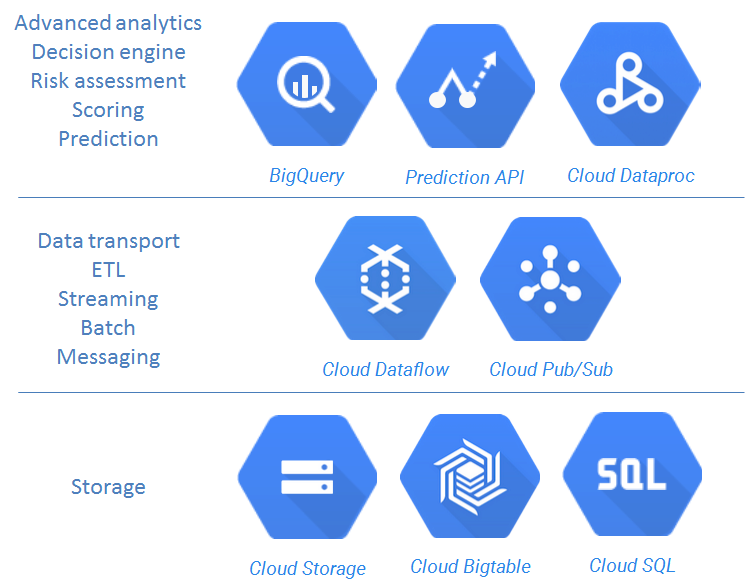 Advanced analytics
Decision engine
Risk assessment
Scoring
Prediction
BigQuery
Prediction API
Cloud Dataproc
Data transport
ETL
Streaming
Batch
Messaging
Cloud Dataflow
Cloud Pub/Sub
Storage
SQL
Cloud Storage
Cloud Bigtable
Cloud SQL